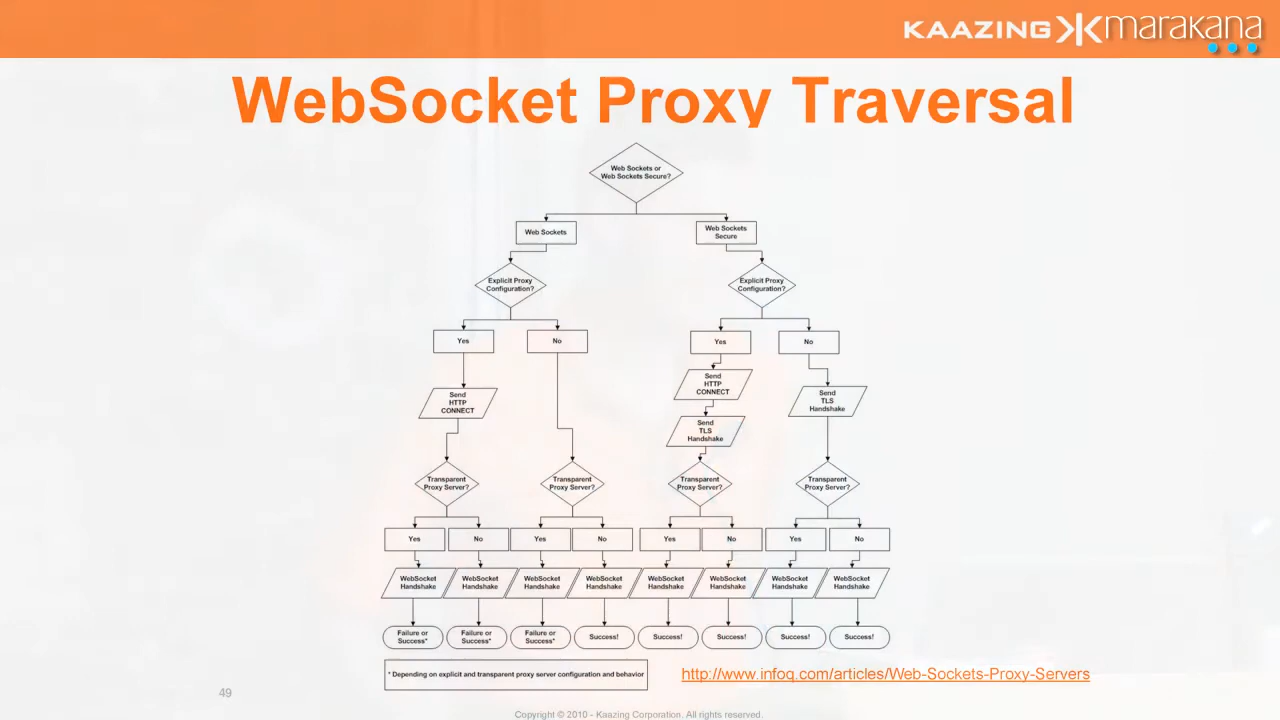 KAAZING marakana
WebSocket Proxy Traversal
Web Sockets or
Web Sockets Secure?
Web Sockets
Web Sockets
Secure
Explicit Proxy
Configuration?
Explicit Proxy
Configuration?
Yes
No
Yes
No
Send
HTTP
CONNECT
Send
HTTP
CONNECT
Send
TLS
Handshake
Send
TLS
Handshake
Transparent
Proxy Server?
Transparent
Proxy Server?
Transparent
Proxy Server?
Transparent
Proxy Server?
Yes
No
Yes
No
Yes
No
Yes
No
WebSocket
Handshake
WebSocket
Handshake
WebSocket
Handshake
WebSocket
Handshake
WebSocket
Handshake
WebSocket
Handshake
WebSocket
Handshake
WebSocket
Handshake
Failure or
Success*
Failure or
Success*
Failure or
Success*
Success!
Success!
Success!
Success!
Success!
* Depending on explicit and transparent proxy server configuration and behavior
http://www.infoq.com/articles/Web-Sockets-Proxy-Servers
49
Copyright © 2010 - Kaazing Corporation. All rights reserved.